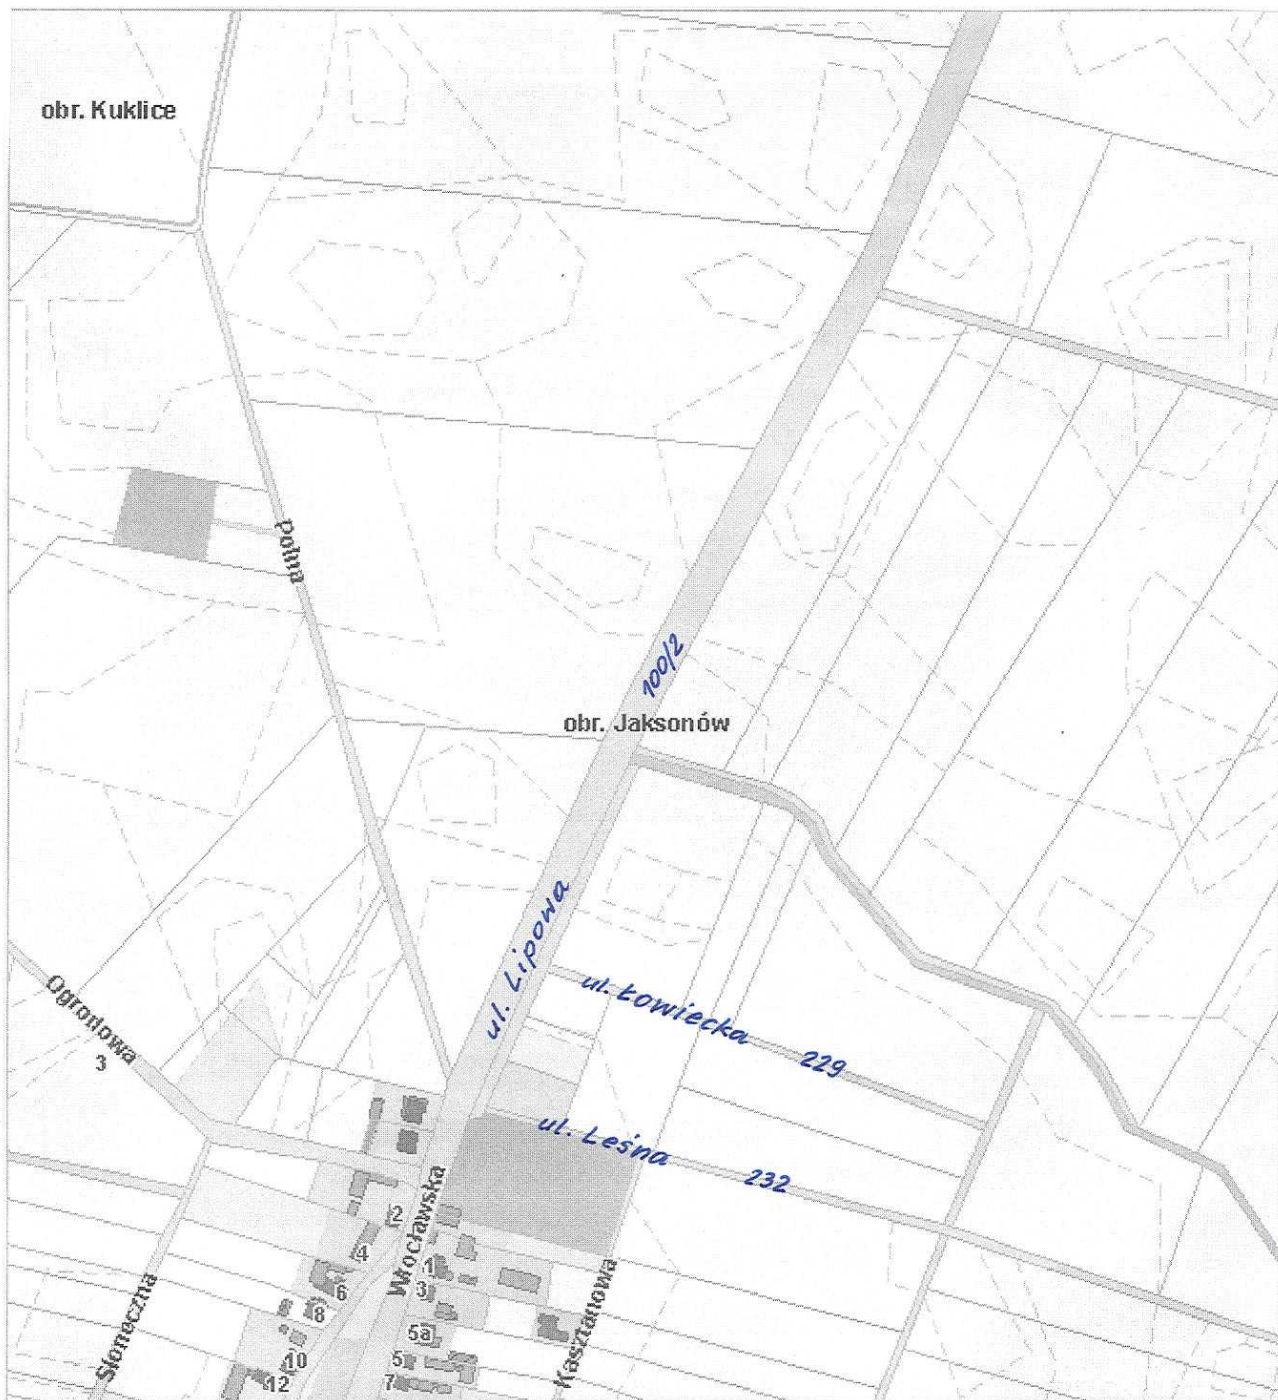 obr. Kuklice
Polna
100/2
obr. Jaksonów
ul. Lipowa
ul. Łowiecka
229
Ogrodowa
3
ul. Leśna
232
Wrocławska
2
4
6
8
10
12
1
3
5a
5
7
Słoneczna
Kasztanowa